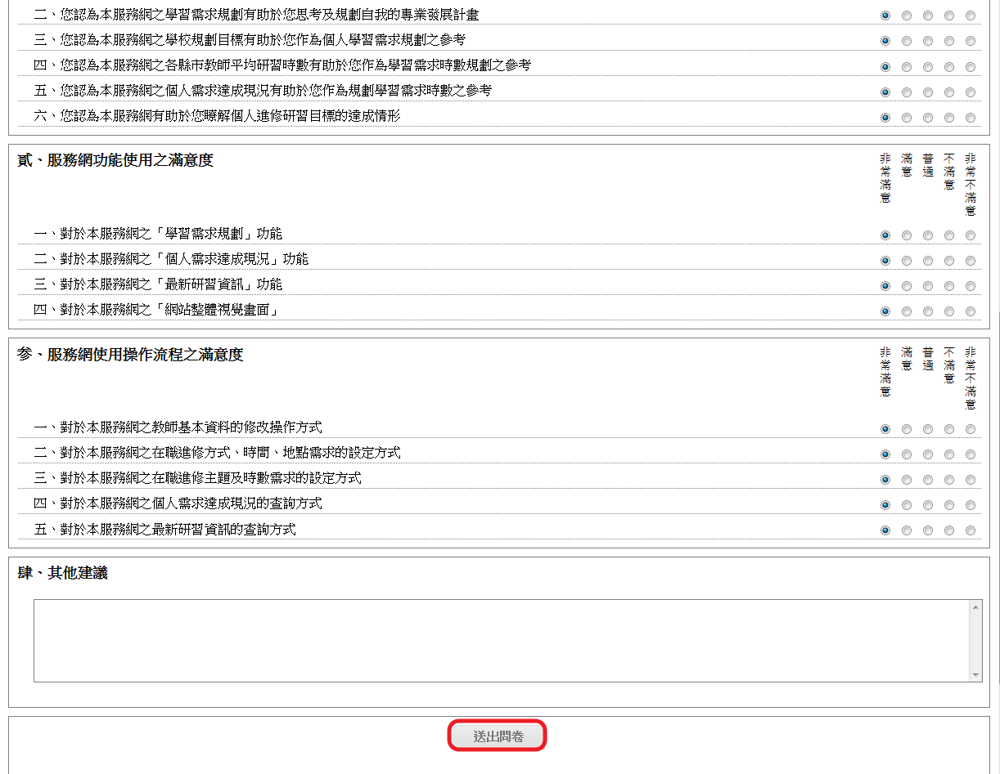 二、您認為本服務網之學習需求規劃有助於您思考及規劃自我的專業發展計畫
三、您認為本服務網之學校規劃目標有助於您作為個人學習需求規劃之參考
四、您認為本服務網之各縣市教師平均研習時數有助於您作為學習需求時數規劃之參考
五、您認為本服務網之個人需求達成現況有助於您作為規劃學習需求時數之參考
六、您認為本服務網有助於您瞭解個人進修研習目標的達成情形
貳、服務網功能使用之滿意度
非常滿意
滿意
普通
不滿意
非常不滿意
一、對於本服務網之「學習需求規劃」功能
二、對於本服務網之「個人需求達成現況」功能
三、對於本服務網之「最新研習資訊」功能
四、對於本服務網之「網站整體視覺畫面」
参、服務網使用操作流程之滿意度
非常滿意
滿意
普通
不滿意
非常不滿意
一、對於本服務網之教師基本資料的修改操作方式
二、對於本服務網之在職進修方式、時間、地點需求的設定方式
三、對於本服務網之在職進修主題及時數需求的設定方式
四、對於本服務網之個人需求達成現況的查詢方式
五、對於本服務網之最新研習資訊的查詢方式
肆、其他建議
送出問卷